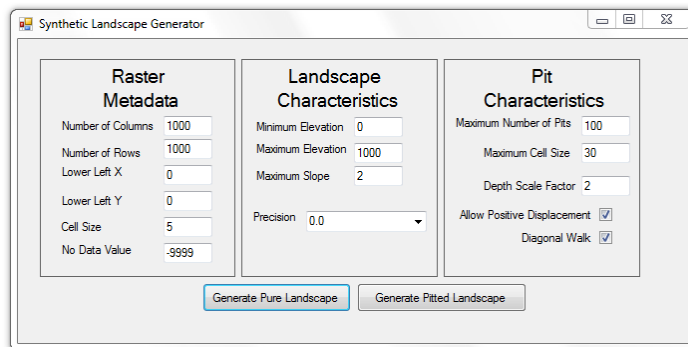 Synthetic Landscape Generator
Raster
Metadata
Number of Columns 1000
Number of Rows 1000
Lower Left X 0
Lower Left Y 0
Cell Size 5
No Data Value -9999
Landscape
Characteristics
Minimum Elevation 0
Maximum Elevation 1000
Maximum Slope 2
Precision 0.0
Pit
Characteristics
Maximum Number of Pits 100
Maximum Cell Size 30
Depth Scale Factor 2
Allow Positive Displacement
Diagonal Walk
Generate Pure Landscape
Generate Pitted Landscape